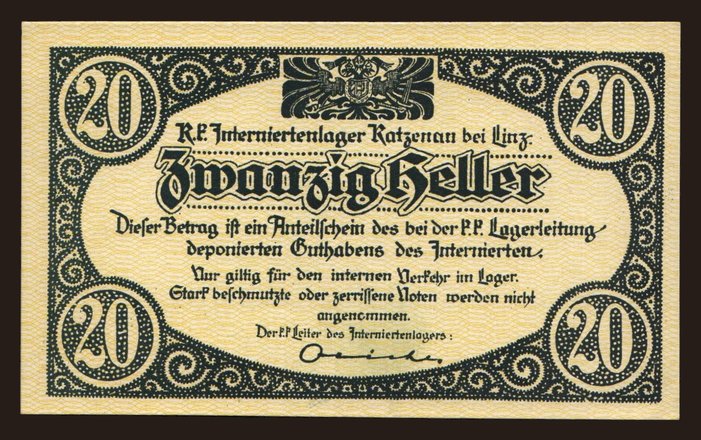 20 20
K.k. Interniertenlager Katzenau bei Linz.
Zwanzig Heller
Dieser Betrag ist ein Anteilschein des bei der k.k. Lagerleitung
deponierten Guthabens des Internierten.
Nur giltig für den internen Verkehr im Lager.
Stark beschmutzte oder zerrissene Noten werden nicht
angenommen.
Der k.k. Leiter des Interniertenlagers:
20 20